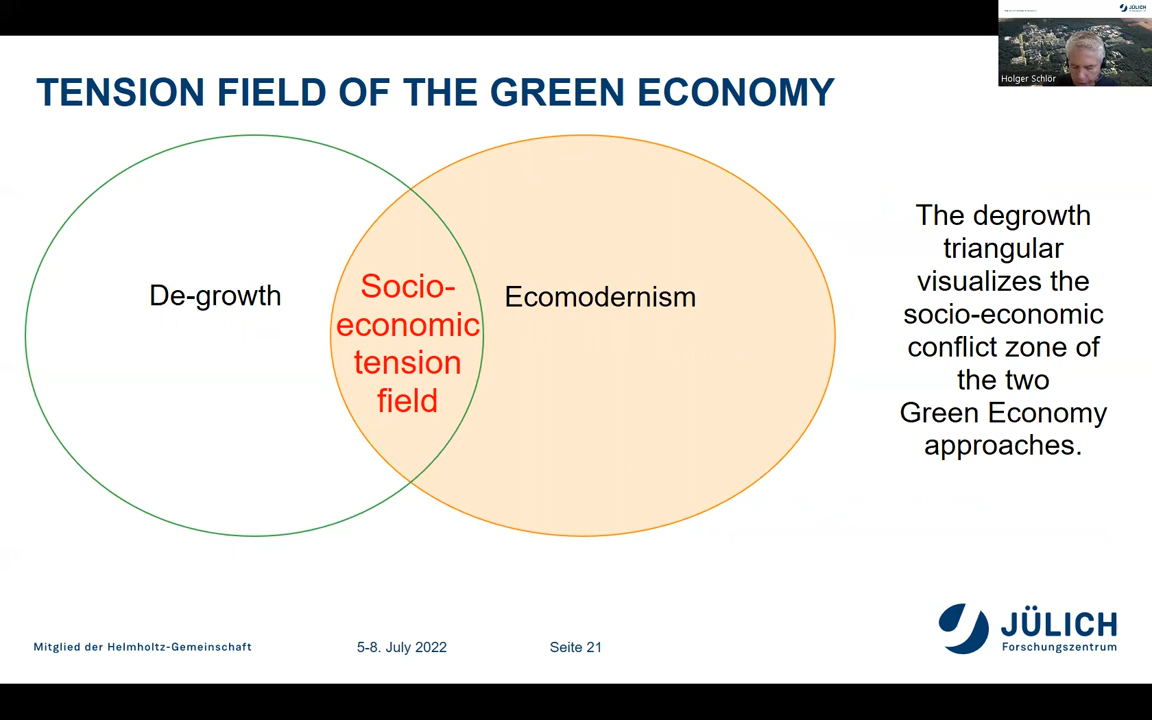 JÜLICH
Holger Schlör
TENSION FIELD OF THE GREEN ECONOMY
De-growth
Socio-
economic
tension
field
Ecomodernism
The degrowth
triangular
visualizes the
socio-economic
conflict zone of
the two
Green Economy
approaches.
Mitglied der Helmholtz-Gemeinschaft
5-8. July 2022
Seite 21
JÜLICH
Forschungszentrum